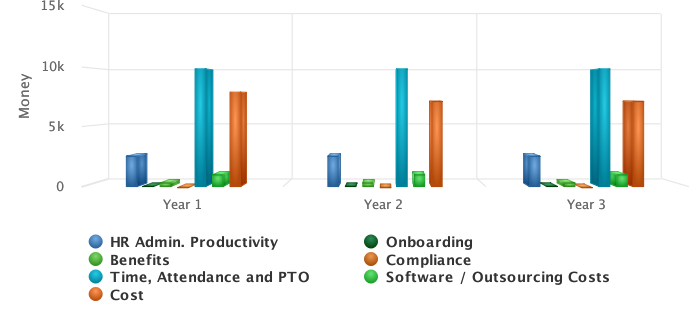 15k
10k
5k
0
Money
Year 1 Year 2 Year 3
HR Admin. Productivity Onboarding
Benefits Compliance
Time, Attendance and PTO Software / Outsourcing Costs
Cost